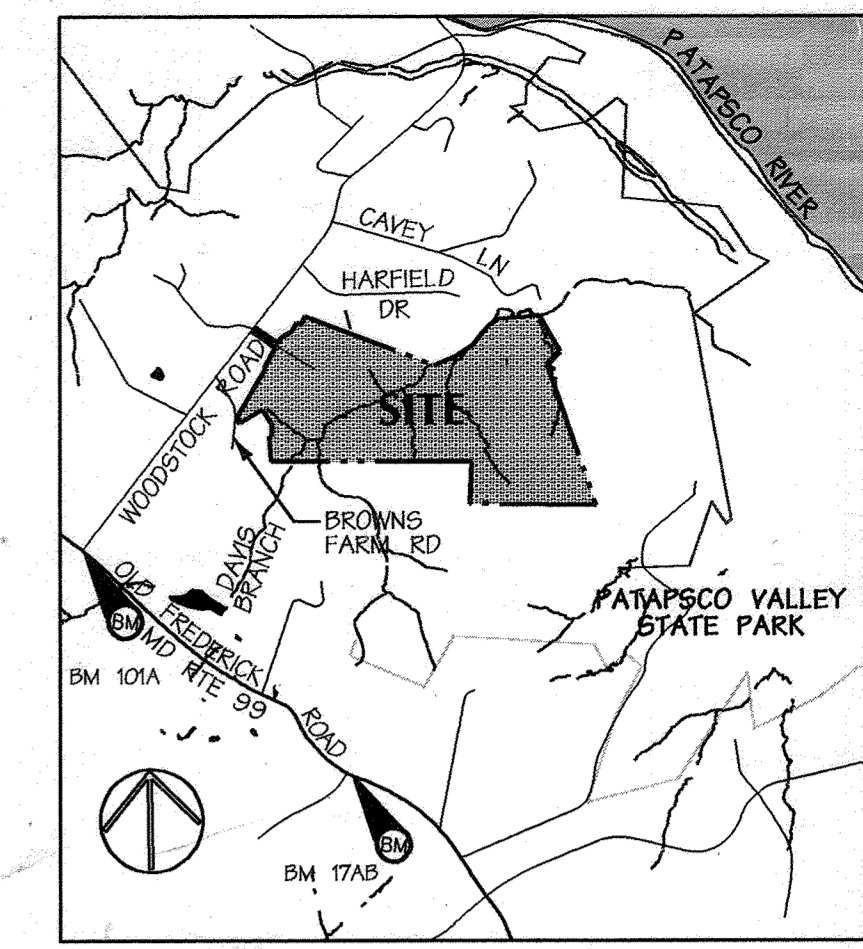 PATAPSCO RIVER
CAVEY LN
HARFIELD
DR
WOODSTOCK ROAD
SITE
BROWNS
FARM RD
DAVIS
BRANCH
OLD FREDERICK ROAD
MD RTE 99
BM
BM 101A
PATAPSCO VALLEY
STATE PARK
BM
BM 17AB